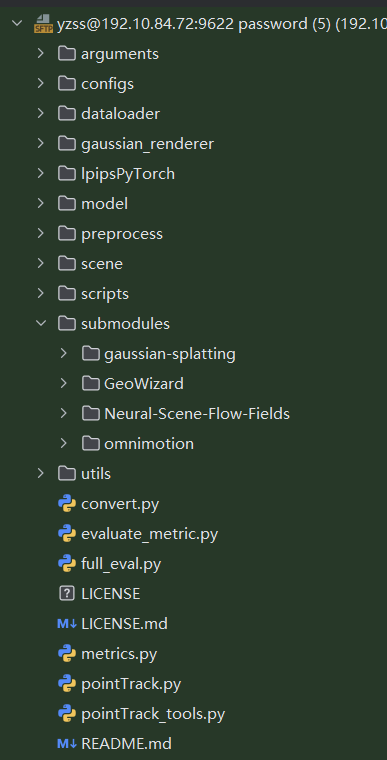 SFTP yzss@192.10.84.72:9622 password (5) (192.10
arguments
configs
dataloader
gaussian_renderer
lpipsPyTorch
model
preprocess
scene
scripts
submodules
gaussian-splatting
GeoWizard
Neural-Scene-Flow-Fields
omnimotion
utils
convert.py
evaluate_metric.py
full_eval.py
? LICENSE
M↓ LICENSE.md
metrics.py
pointTrack.py
pointTrack_tools.py
M↓ README.md